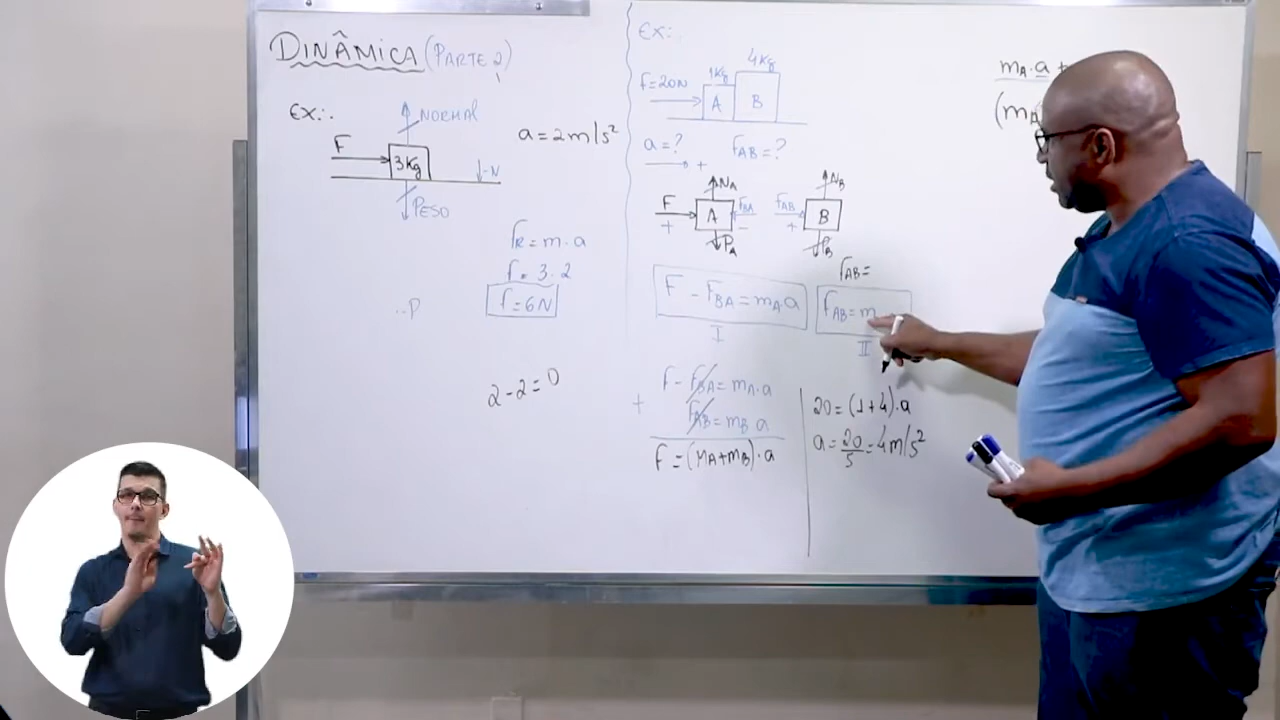 DINÂMICA (PARTE 2)
EX:.
NORMAL
F
3Kg
-N
PESO
a = 2m/s²
fR = m . a
f = 3 . 2
f = 6N
..P
2 - 2 = 0
EX:.
f = 20N
1Kg
4Kg
A
B
a = ?
fAB = ?
+
F
+
NA
A
fBA
-
PA
fAB
+
NB
B
PB
fAB =
F - FBA = mA.a
I
fAB = m
II
f - fBA = mA.a
+
fAB = mB a
F = (mA + mB) . a
20 = (1 + 4) . a
a = 20/5 = 4m/s²
mA . a +
(mA